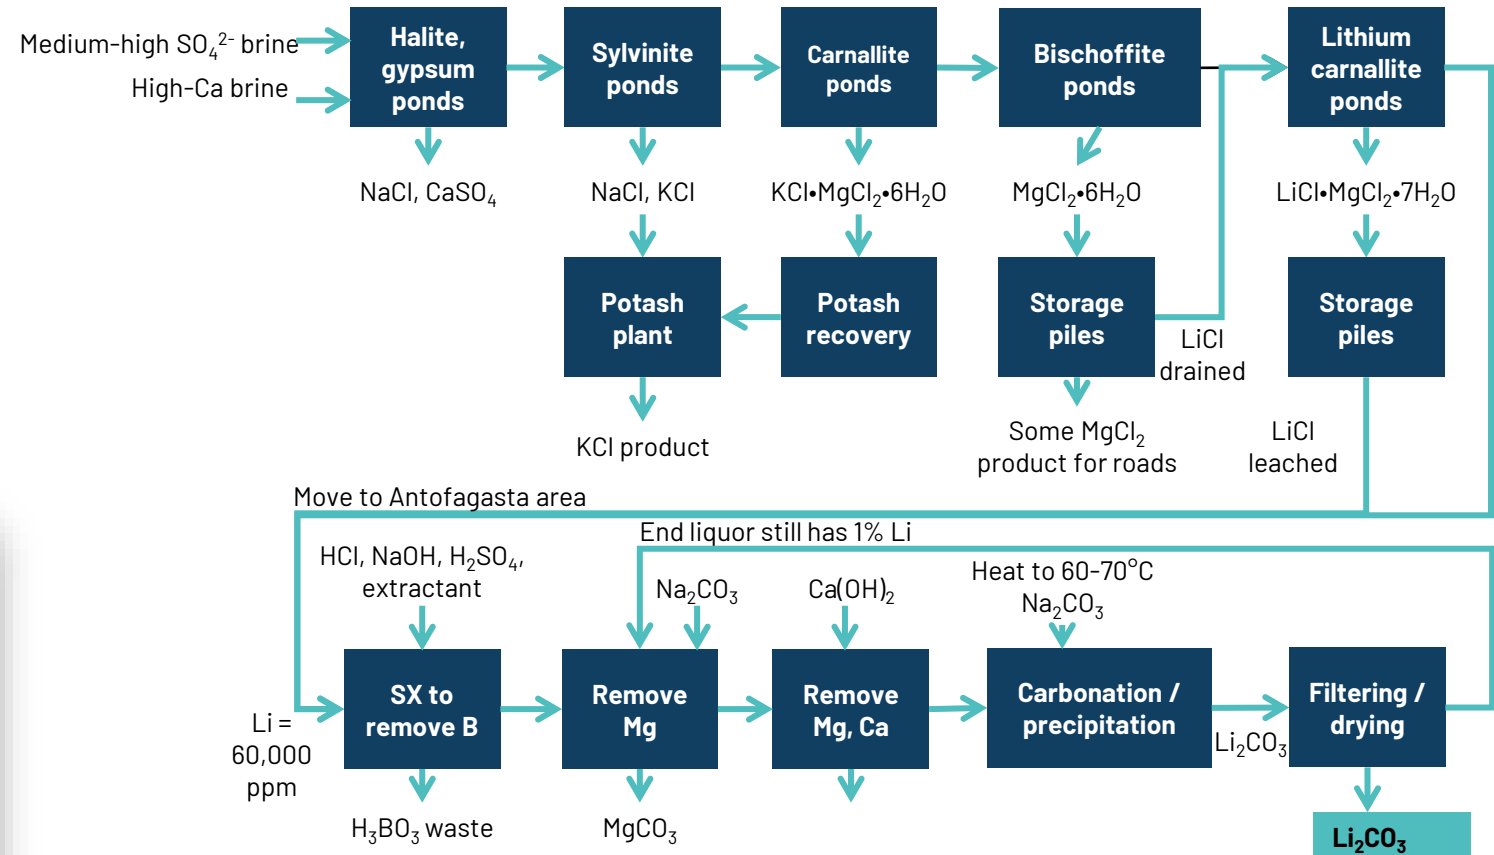 Medium-high SO₄²⁻ brine
High-Ca brine
Halite,
gypsum
ponds
Sylvinite
ponds
Carnallite
ponds
Bischoffite
ponds
Lithium
carnallite
ponds
NaCl, CaSO₄
NaCl, KCl
KCl•MgCl₂•6H₂O
MgCl₂•6H₂O
LiCl•MgCl₂•7H₂O
Potash
plant
Potash
recovery
Storage
piles
Storage
piles
LiCl
drained
KCl product
Some MgCl₂
product for roads
LiCl
leached
Move to Antofagasta area
End liquor still has 1% Li
HCl, NaOH, H₂SO₄,
extractant
Na₂CO₃
Ca(OH)₂
Heat to 60-70°C
Na₂CO₃
Li =
60,000
ppm
SX to
remove B
Remove
Mg
Remove
Mg, Ca
Carbonation /
precipitation
Li₂CO₃
Filtering /
drying
H₃BO₃ waste
MgCO₃
Li₂CO₃